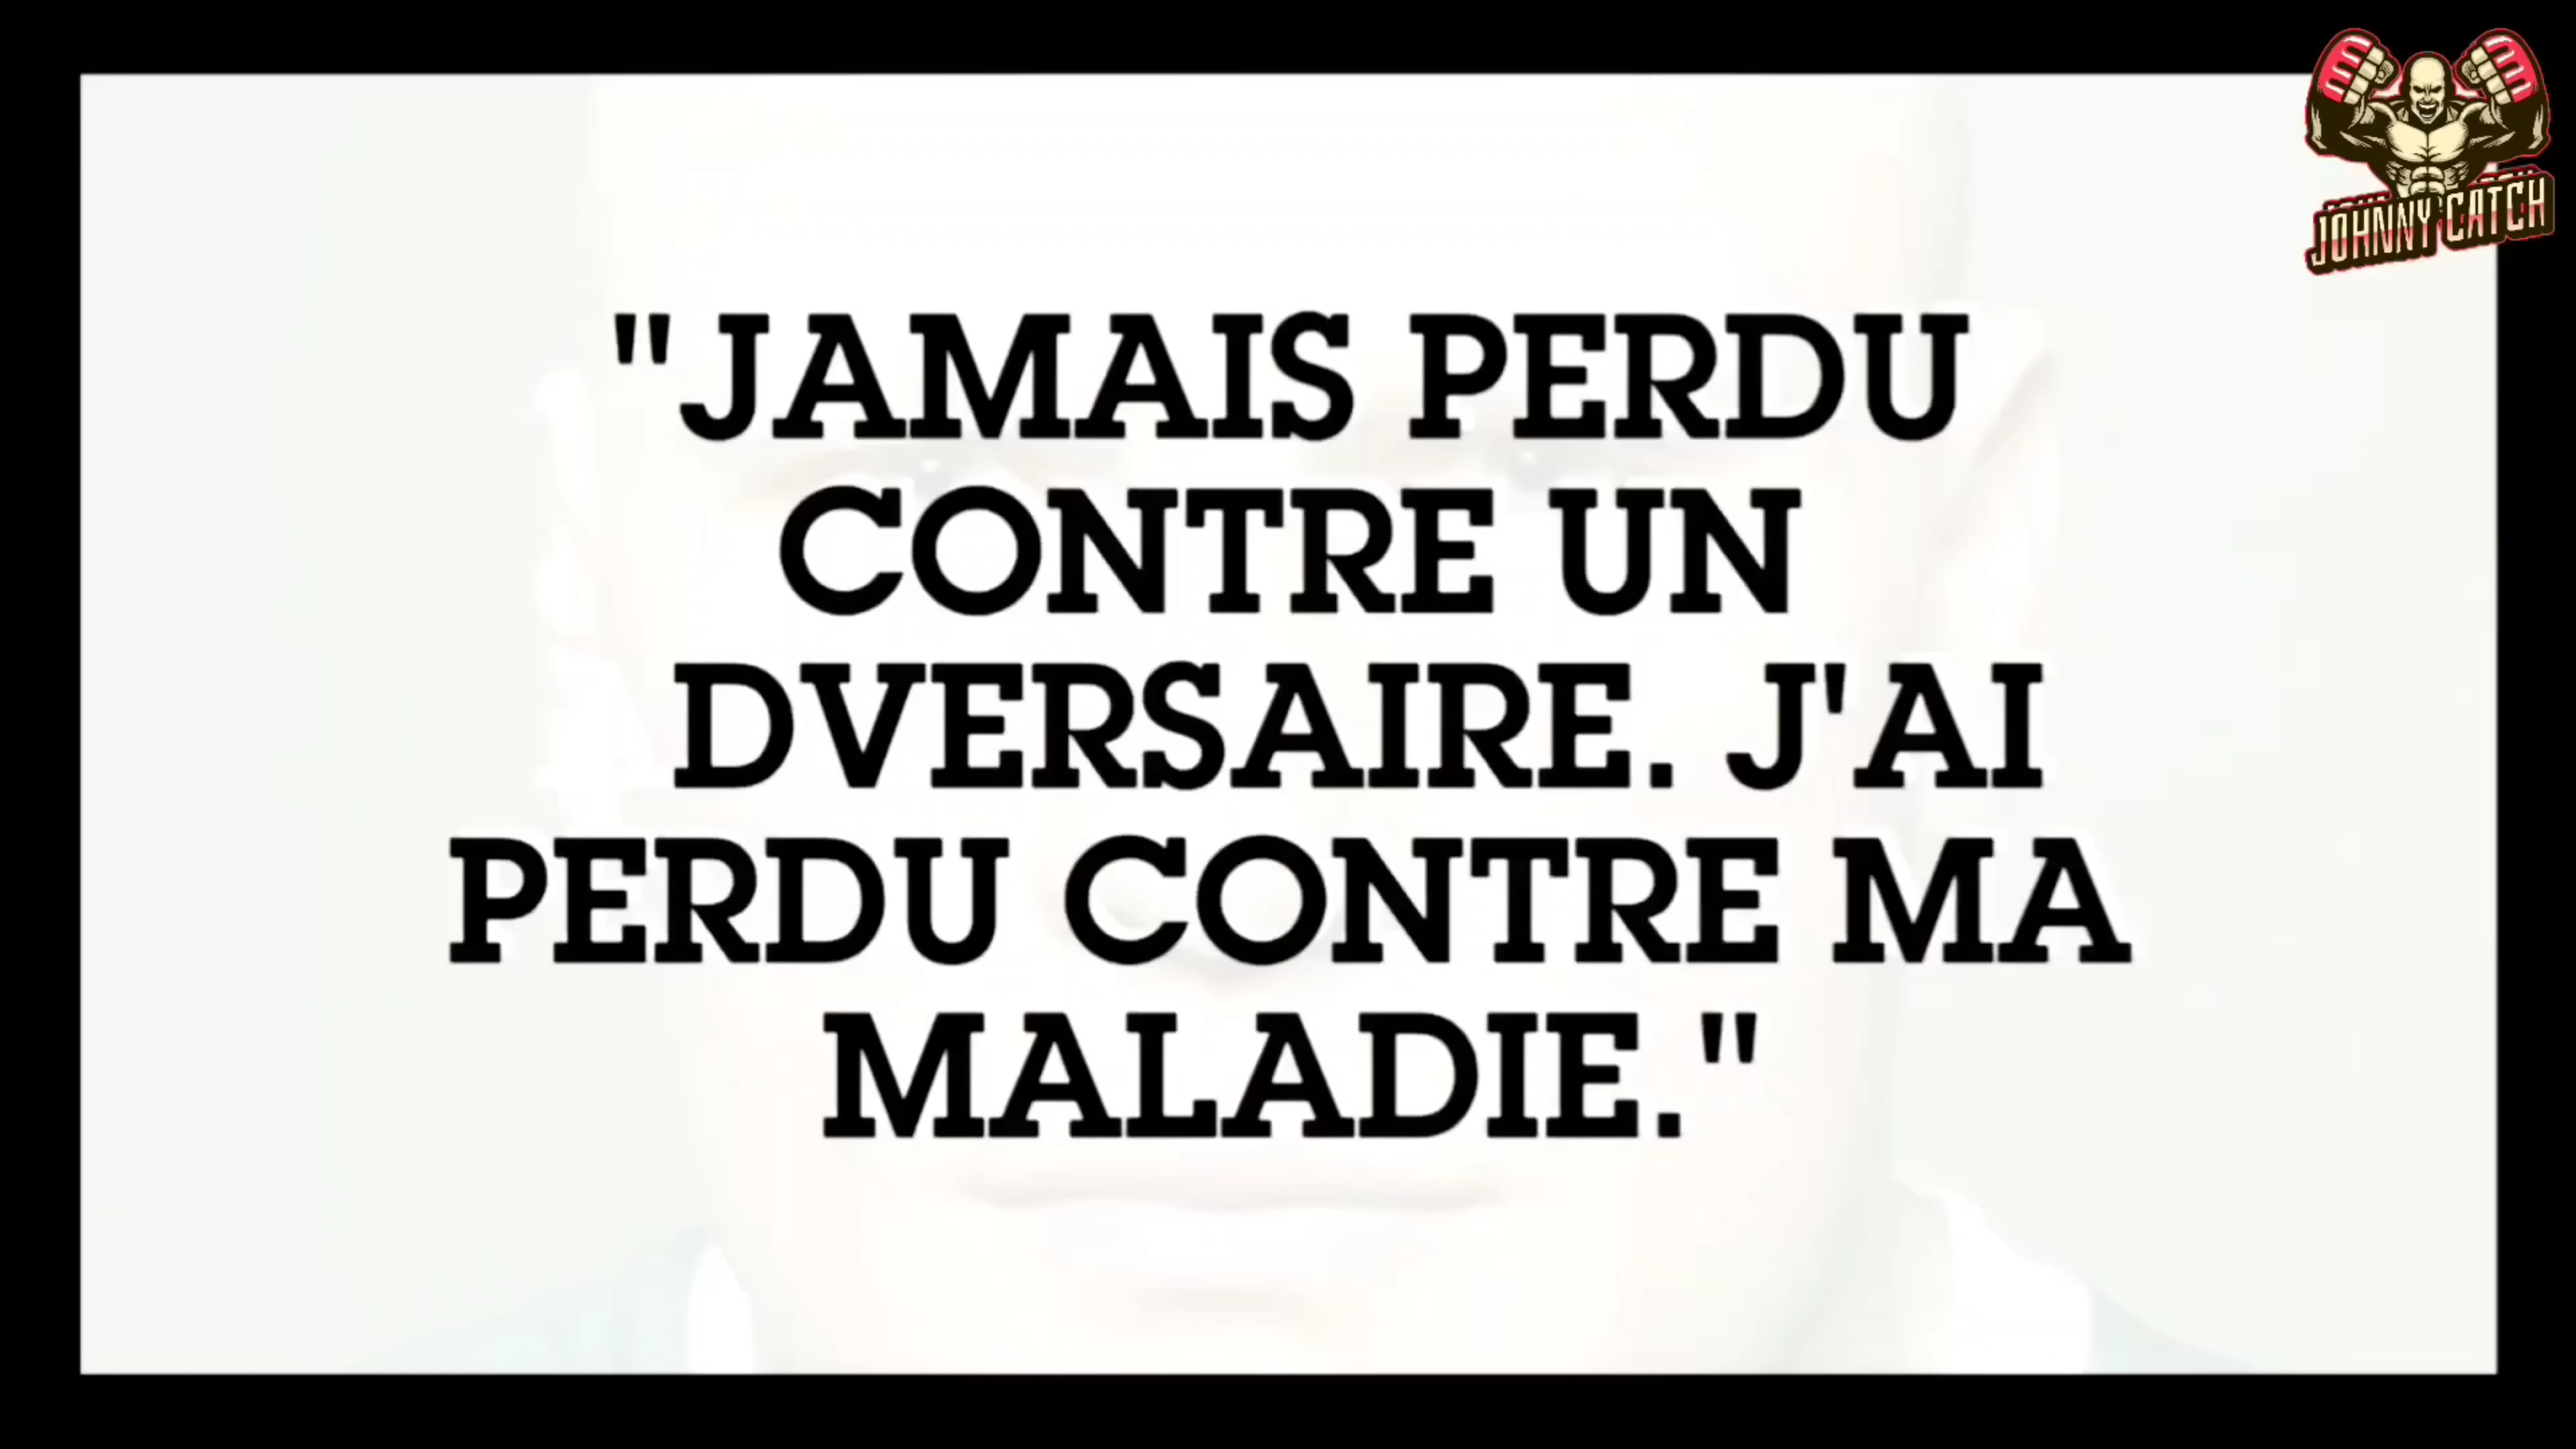 JOHNNY CATCH
"JAMAIS PERDU
CONTRE UN
DVERSAIRE. J'AI
PERDU CONTRE MA
MALADIE."